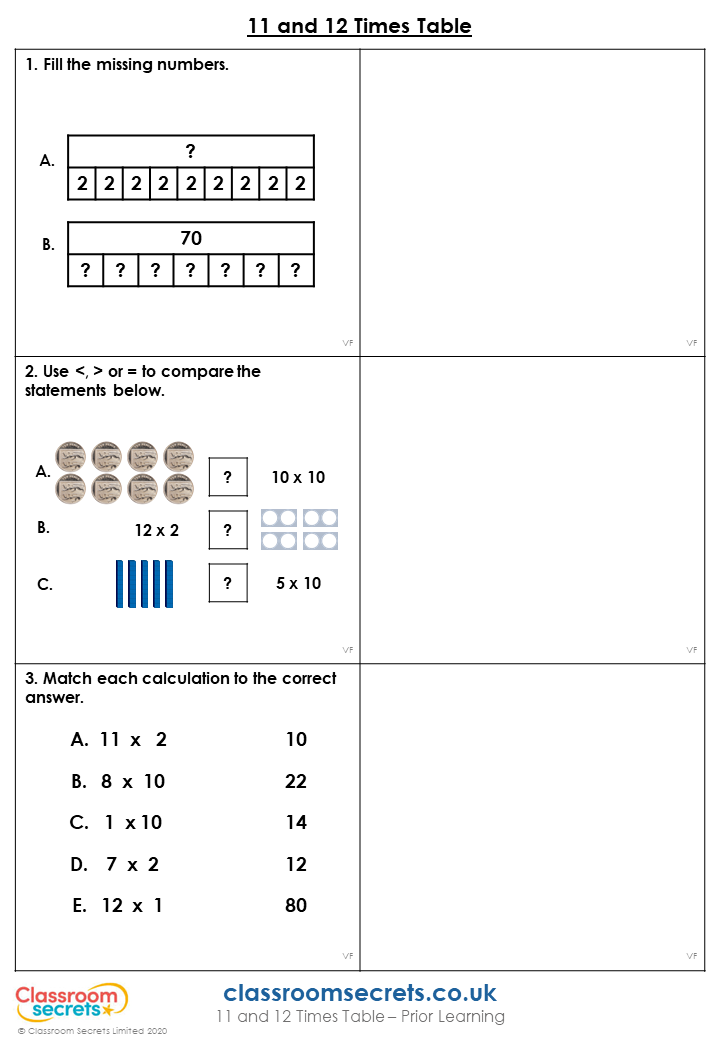 11 and 12 Times Table
1. Fill the missing numbers.
A.
?
2 2 2 2 2 2 2 2 2
B.
70
? ? ? ? ? ? ?
VF
VF
2. Use <, > or = to compare the
statements below.
A. ? 10 x 10
B. 12 x 2 ?
C. ? 5 x 10
VF
VF
3. Match each calculation to the correct
answer.
A. 11 x 2 10
B. 8 x 10 22
C. 1 x 10 14
D. 7 x 2 12
E. 12 x 1 80
VF
VF
Classroom
secrets
© Classroom Secrets Limited 2020
classroomsecrets.co.uk
11 and 12 Times Table – Prior Learning